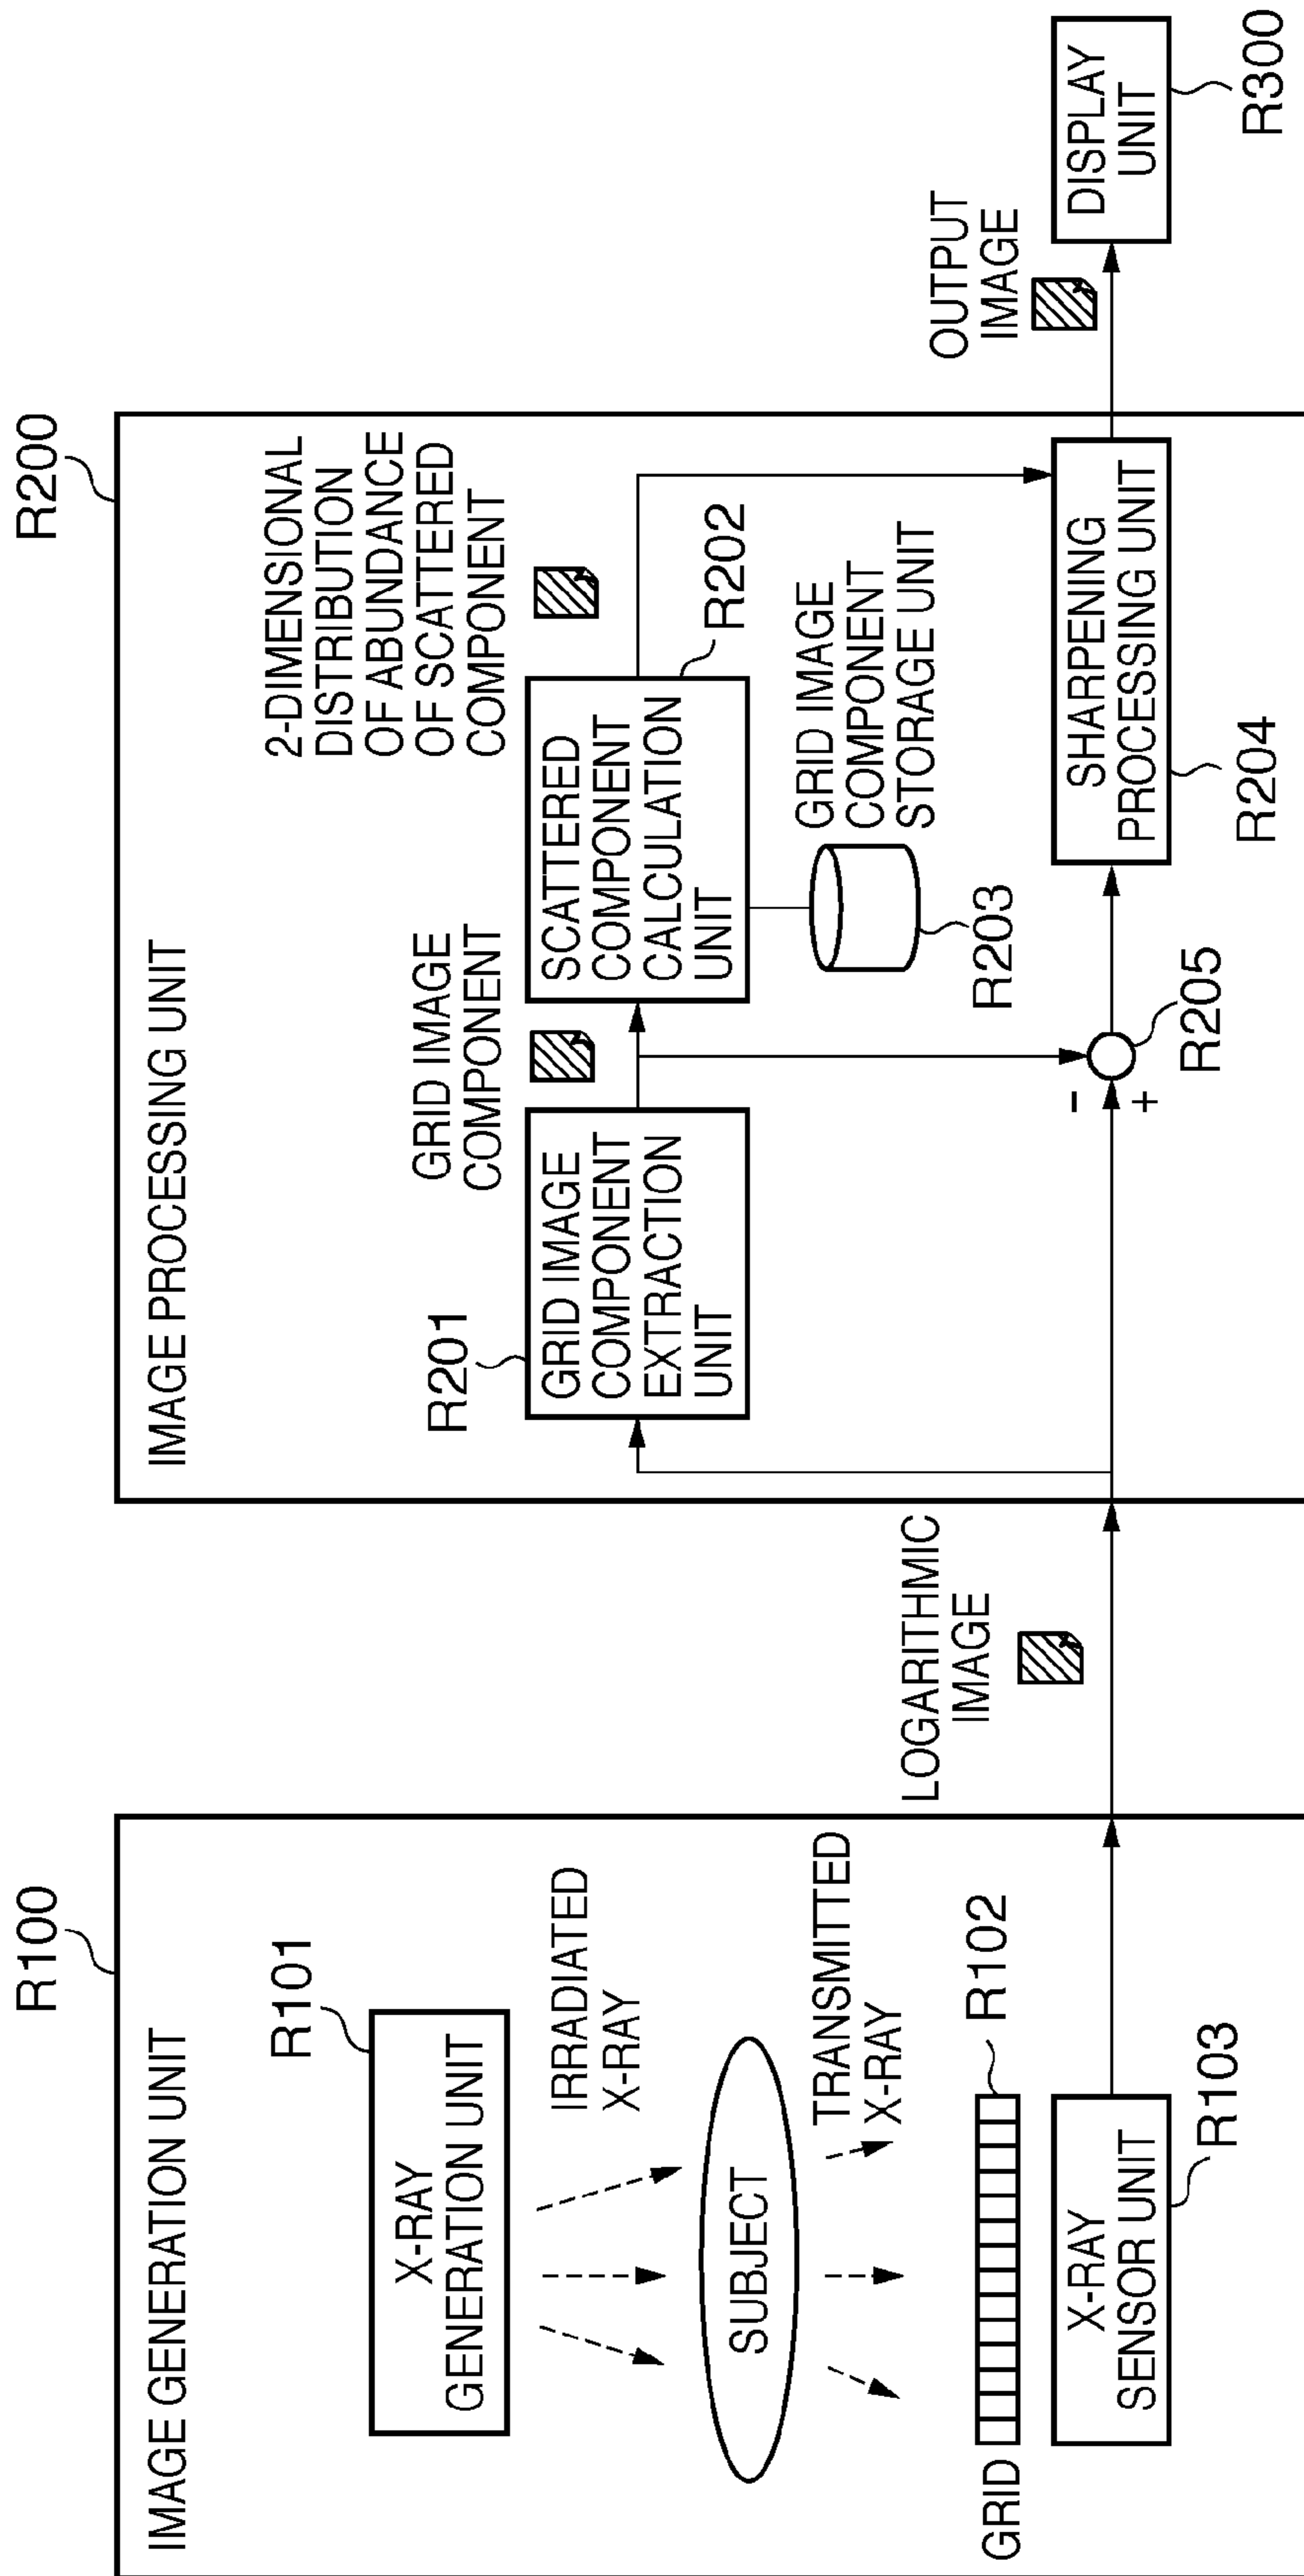 R100
IMAGE GENERATION UNIT
R101
X-RAY
GENERATION UNIT
IRRADIATED
X-RAY
SUBJECT
TRANSMITTED
X-RAY
R102
GRID
X-RAY
SENSOR UNIT
R103
LOGARITHMIC
IMAGE
R200
IMAGE PROCESSING UNIT
R201
GRID IMAGE
COMPONENT
EXTRACTION
UNIT
GRID IMAGE
COMPONENT
SCATTERED
COMPONENT
CALCULATION
UNIT
R202
2-DIMENSIONAL
DISTRIBUTION
OF ABUNDANCE
OF SCATTERED
COMPONENT
GRID IMAGE
COMPONENT
STORAGE UNIT
R203
-
+
R205
SHARPENING
PROCESSING UNIT
R204
OUTPUT
IMAGE
DISPLAY
UNIT
R300